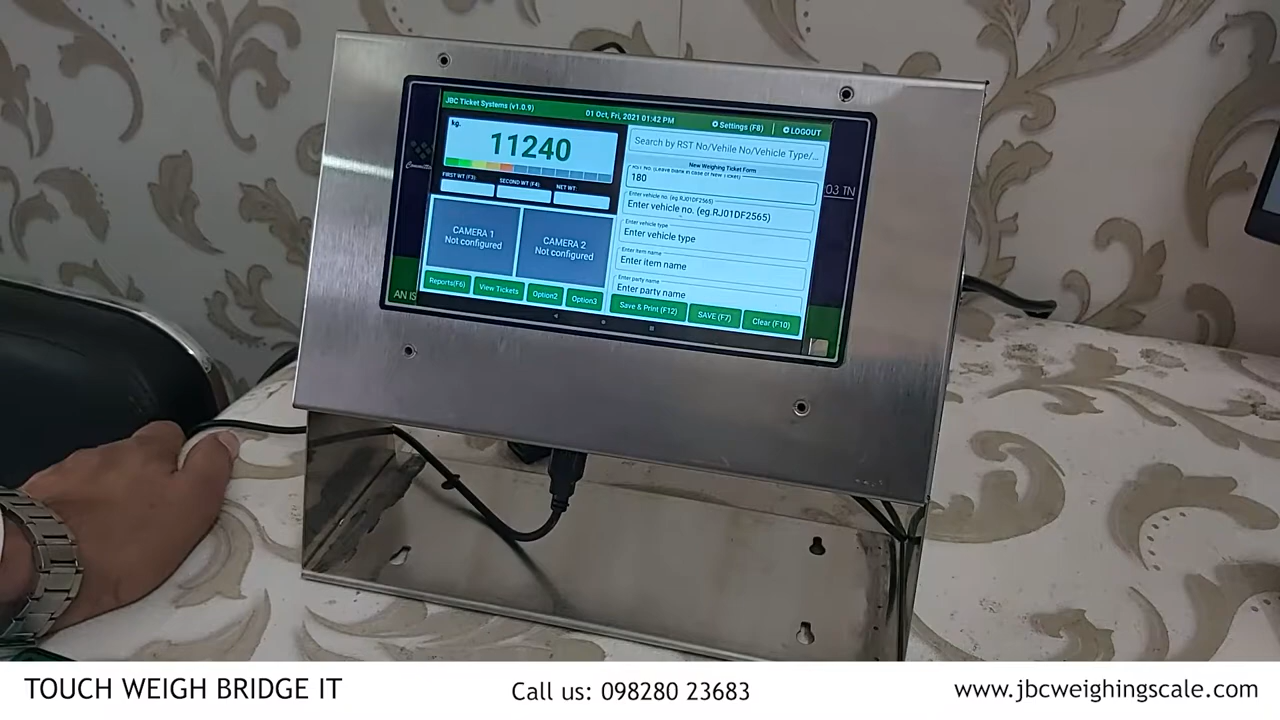 JBC Ticket Systems (v1.0.9)
01 Oct, Fri, 2021 01:42 PM
Settings (F8)
LOGOUT
kg.
11240
FIRST WT (F3):
SECOND WT (F4):
NET WT:
CAMERA 1
Not configured
CAMERA 2
Not configured
Reports(F6)
View Tickets
Option2
Option3
Search by RST No/Vehile No/Vehicle Type/...
New Weighing Ticket Form
RST No. (Leave blank in case of New Ticket)
180
Enter vehicle no. (eg.RJ01DF2565)
Enter vehicle no. (eg.RJ01DF2565)
Enter vehicle type
Enter vehicle type
Enter item name
Enter item name
Enter party name
Enter party name
Save & Print (F12)
SAVE (F7)
Clear (F10)
03 TN
AN IS
TOUCH WEIGH BRIDGE IT
Call us: 098280 23683
www.jbcweighingscale.com